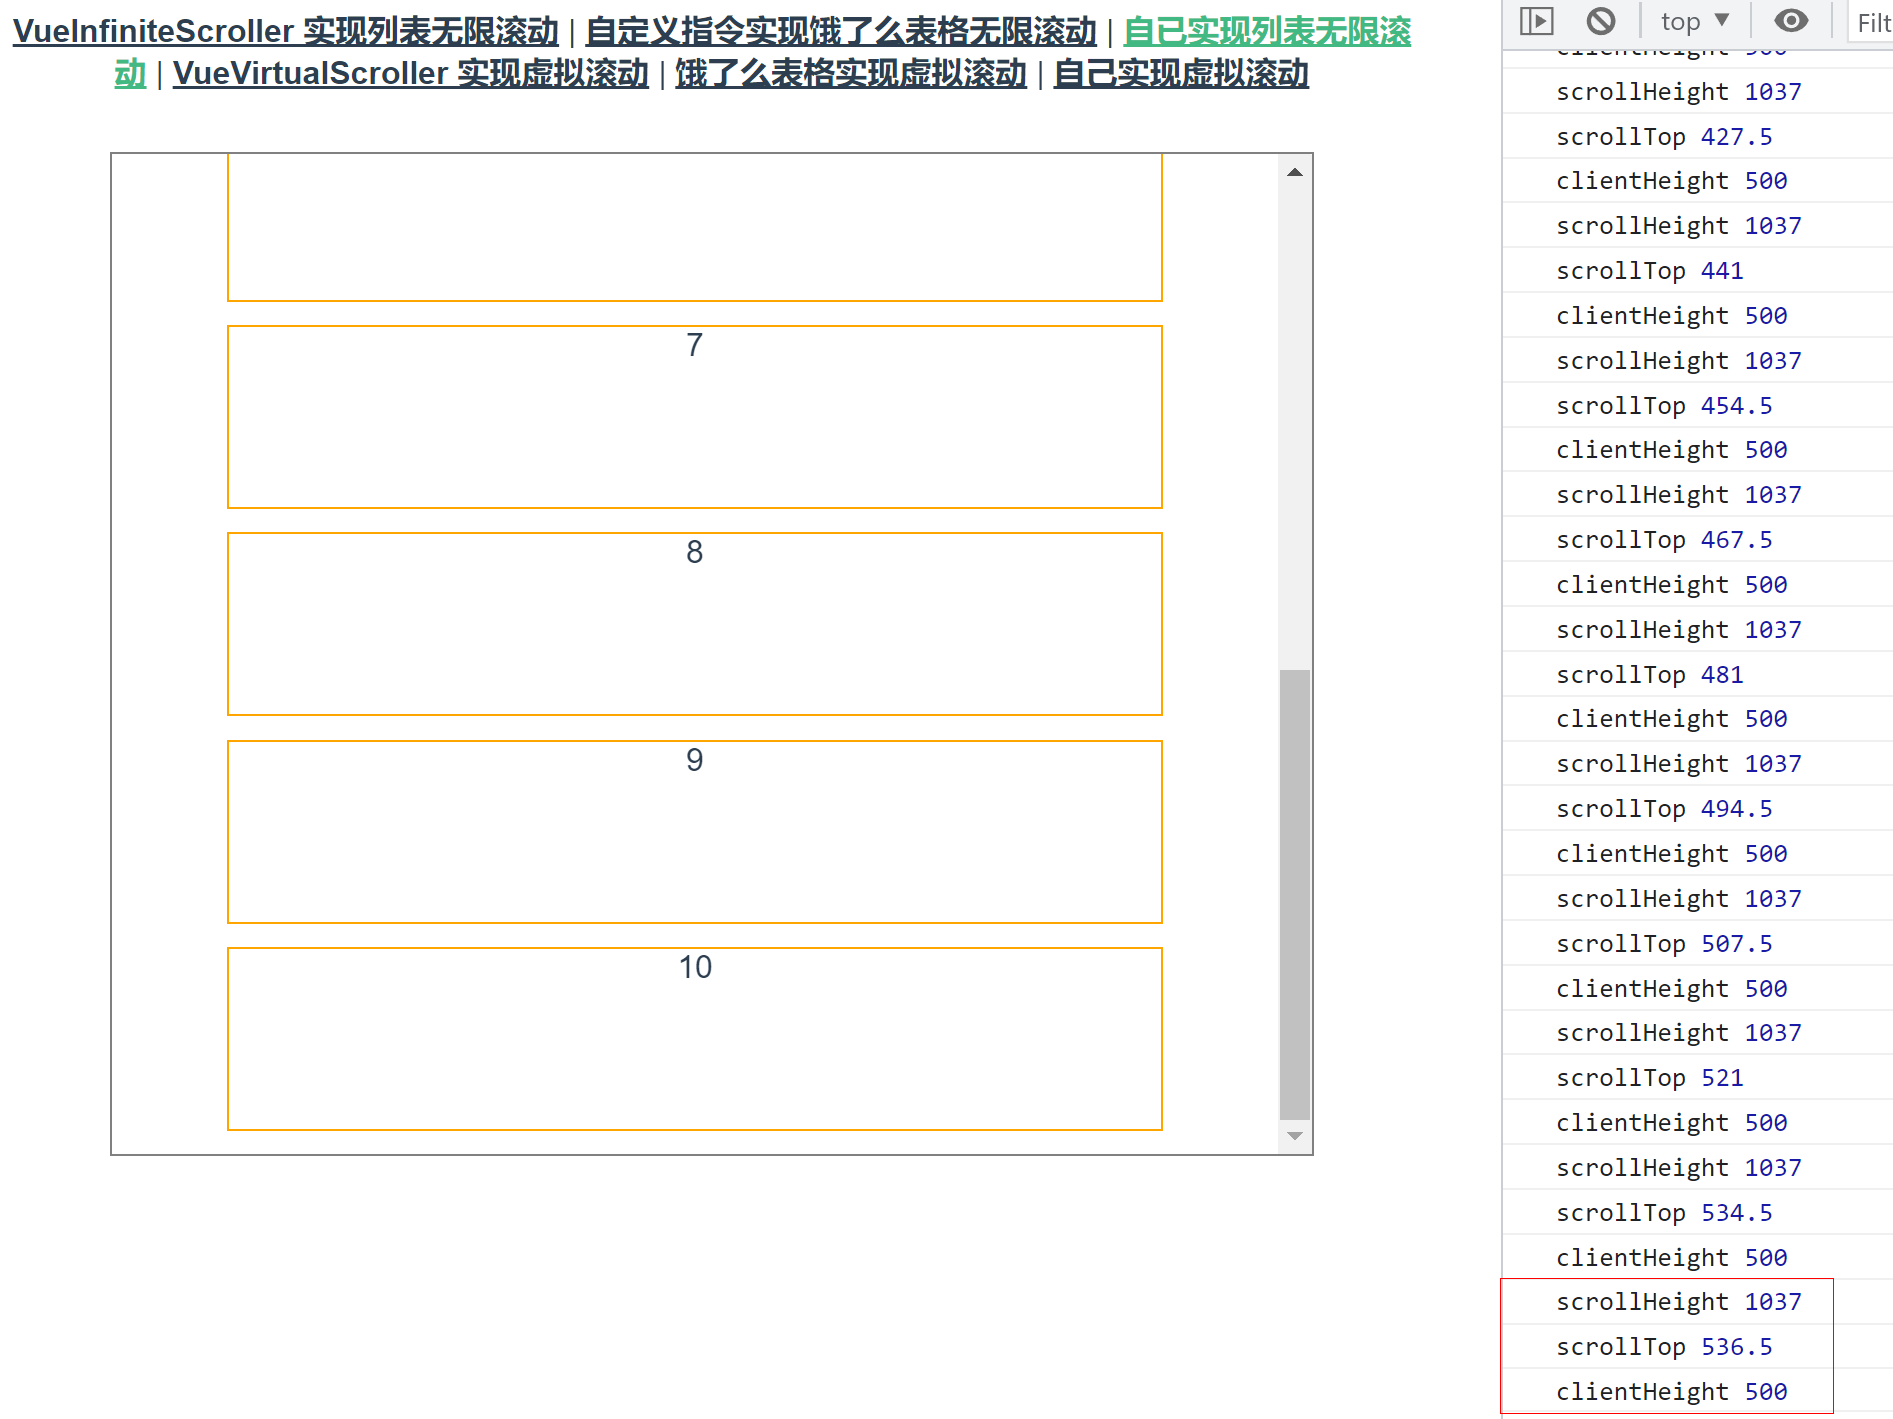 VueInfiniteScroller 实现列表无限滚动 | 自定义指令实现饿了么表格无限滚动 | 自己实现列表无限滚
动 | VueVirtualScroller 实现虚拟滚动 | 饿了么表格实现虚拟滚动 | 自己实现虚拟滚动
7
8
9
10
top ▼
Filt
clientHeight 500
scrollHeight 1037
scrollTop 427.5
clientHeight 500
scrollHeight 1037
scrollTop 441
clientHeight 500
scrollHeight 1037
scrollTop 454.5
clientHeight 500
scrollHeight 1037
scrollTop 467.5
clientHeight 500
scrollHeight 1037
scrollTop 481
clientHeight 500
scrollHeight 1037
scrollTop 494.5
clientHeight 500
scrollHeight 1037
scrollTop 507.5
clientHeight 500
scrollHeight 1037
scrollTop 521
clientHeight 500
scrollHeight 1037
scrollTop 534.5
clientHeight 500
scrollHeight 1037
scrollTop 536.5
clientHeight 500